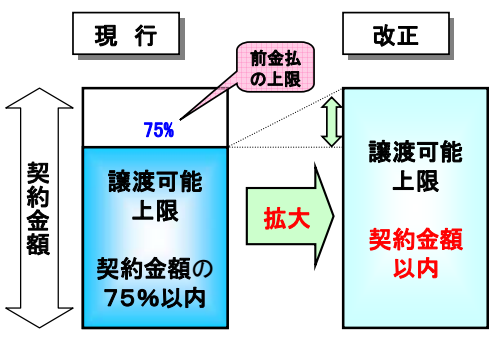 現 行
改正
前金払
の上限
75%
契約金額
譲渡可能
上限
契約金額の
75%以内
拡大
譲渡可能
上限
契約金額
以内